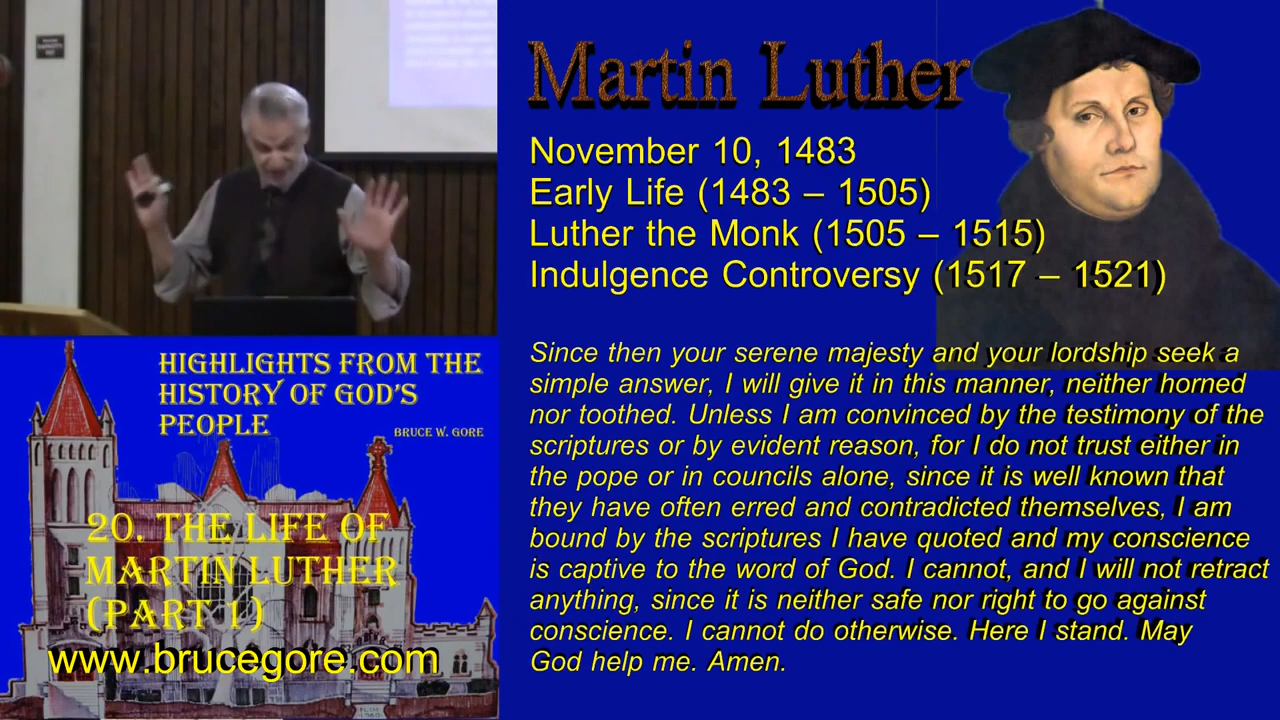 Martin Luther
November 10, 1483
Early Life (1483 – 1505)
Luther the Monk (1505 – 1515)
Indulgence Controversy (1517 – 1521)
Since then your serene majesty and your lordship seek a
simple answer, I will give it in this manner, neither horned
nor toothed. Unless I am convinced by the testimony of the
scriptures or by evident reason, for I do not trust either in
the pope or in councils alone, since it is well known that
they have often erred and contradicted themselves, I am
bound by the scriptures I have quoted and my conscience
is captive to the word of God. I cannot, and I will not retract
anything, since it is neither safe nor right to go against
conscience. I cannot do otherwise. Here I stand. May
God help me. Amen.
HIGHLIGHTS FROM THE
HISTORY OF GOD'S
PEOPLE
BRUCE W. GORE
20. THE LIFE OF
MARTIN LUTHER
(PART 1)
www.brucegore.com